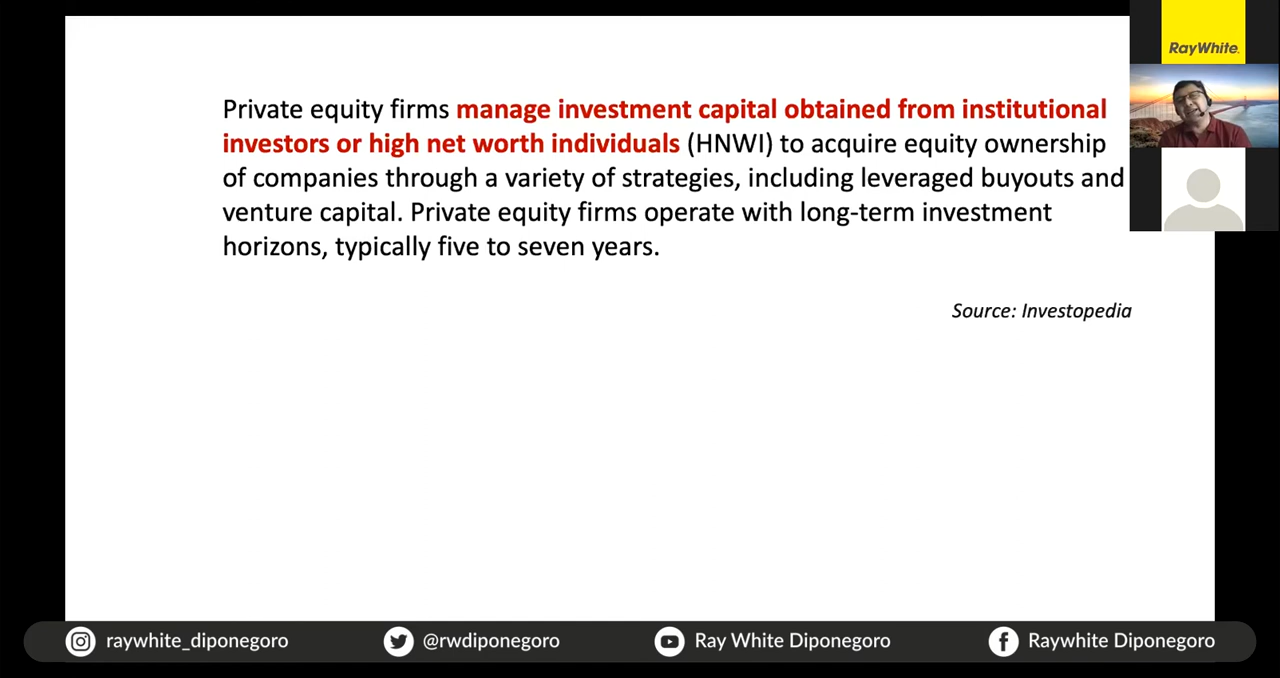 RayWhite.
Private equity firms manage investment capital obtained from institutional
investors or high net worth individuals (HNWI) to acquire equity ownership
of companies through a variety of strategies, including leveraged buyouts and
venture capital. Private equity firms operate with long-term investment
horizons, typically five to seven years.
Source: Investopedia
raywhite_diponegoro
@rwdiponegoro
Ray White Diponegoro
Raywhite Diponegoro